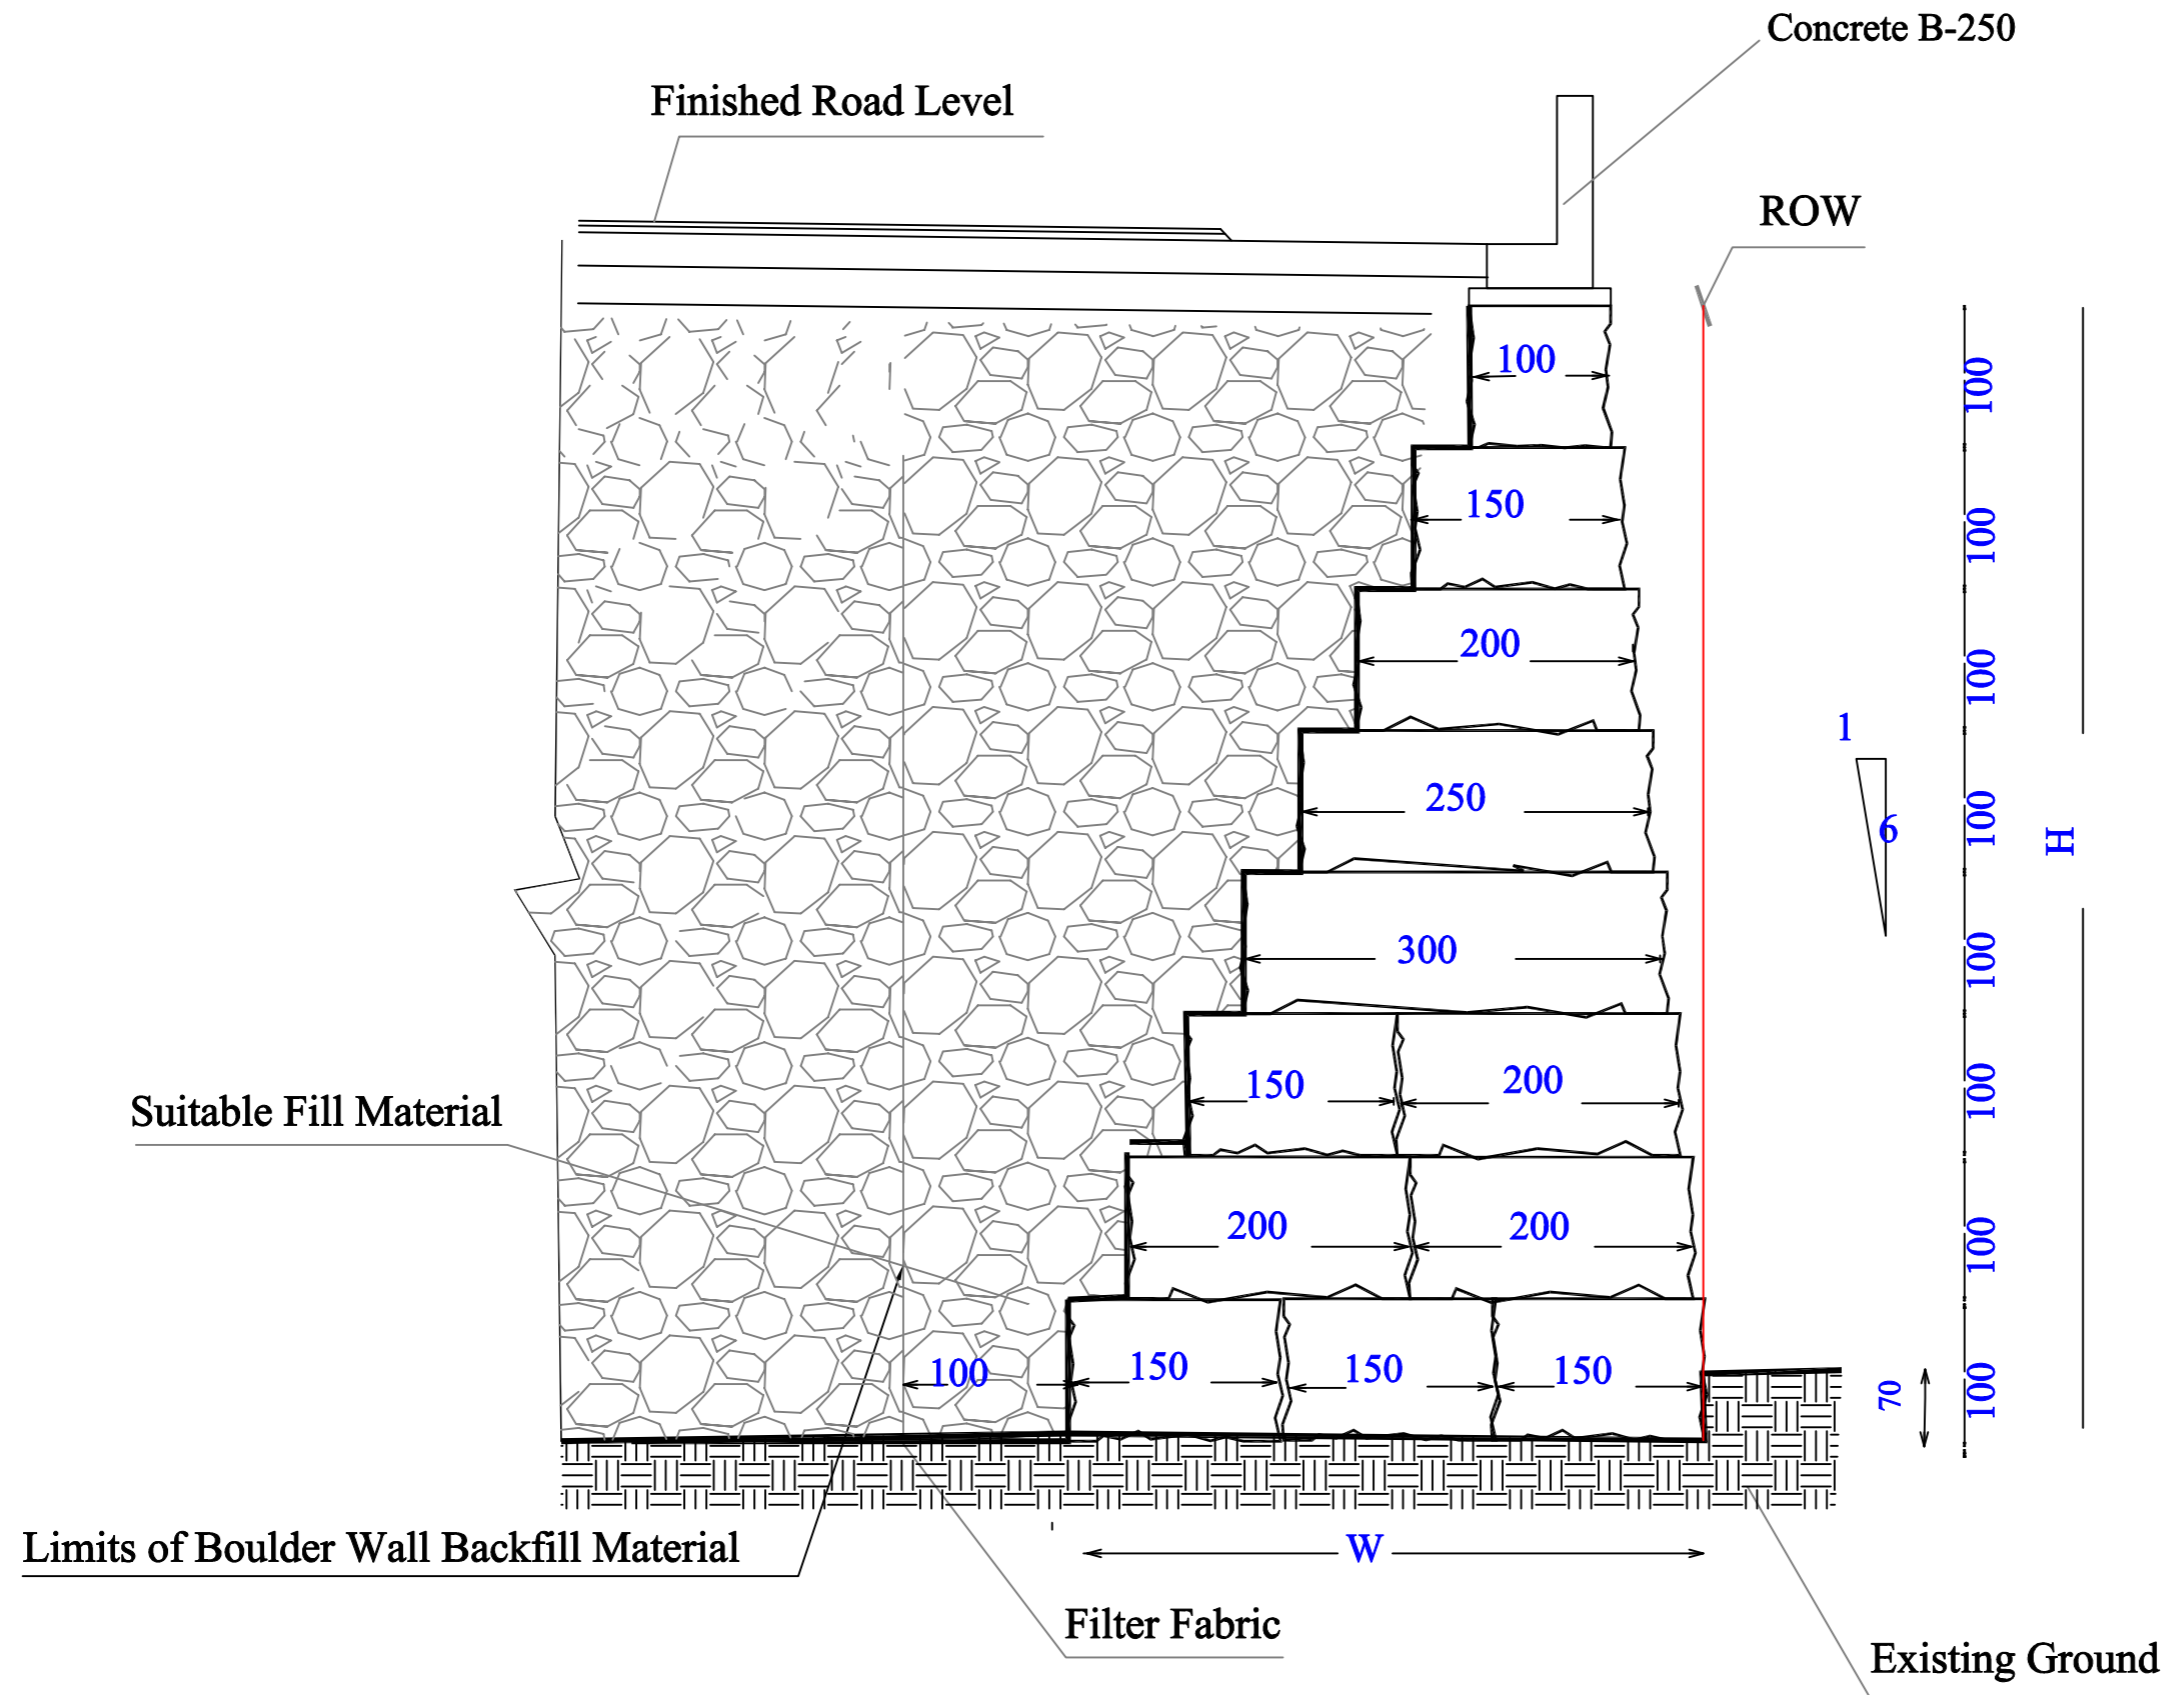 Concrete B-250
Finished Road Level
ROW
100
100
150
100
200
100
1
250
100
6
H
300
100
150
200
100
Suitable Fill Material
200
200
100
100
150
150
150
70
100
Limits of Boulder Wall Backfill Material
W
Filter Fabric
Existing Ground